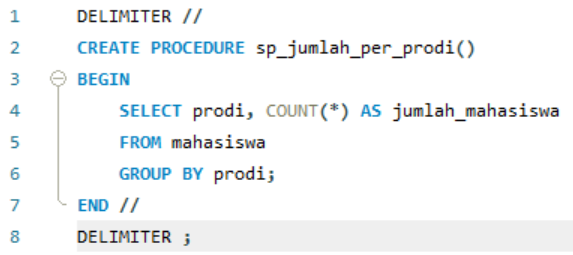 1 DELIMITER //
2 CREATE PROCEDURE sp_jumlah_per_prodi()
3 BEGIN
4 SELECT prodi, COUNT(*) AS jumlah_mahasiswa
5 FROM mahasiswa
6 GROUP BY prodi;
7 END //
8 DELIMITER ;